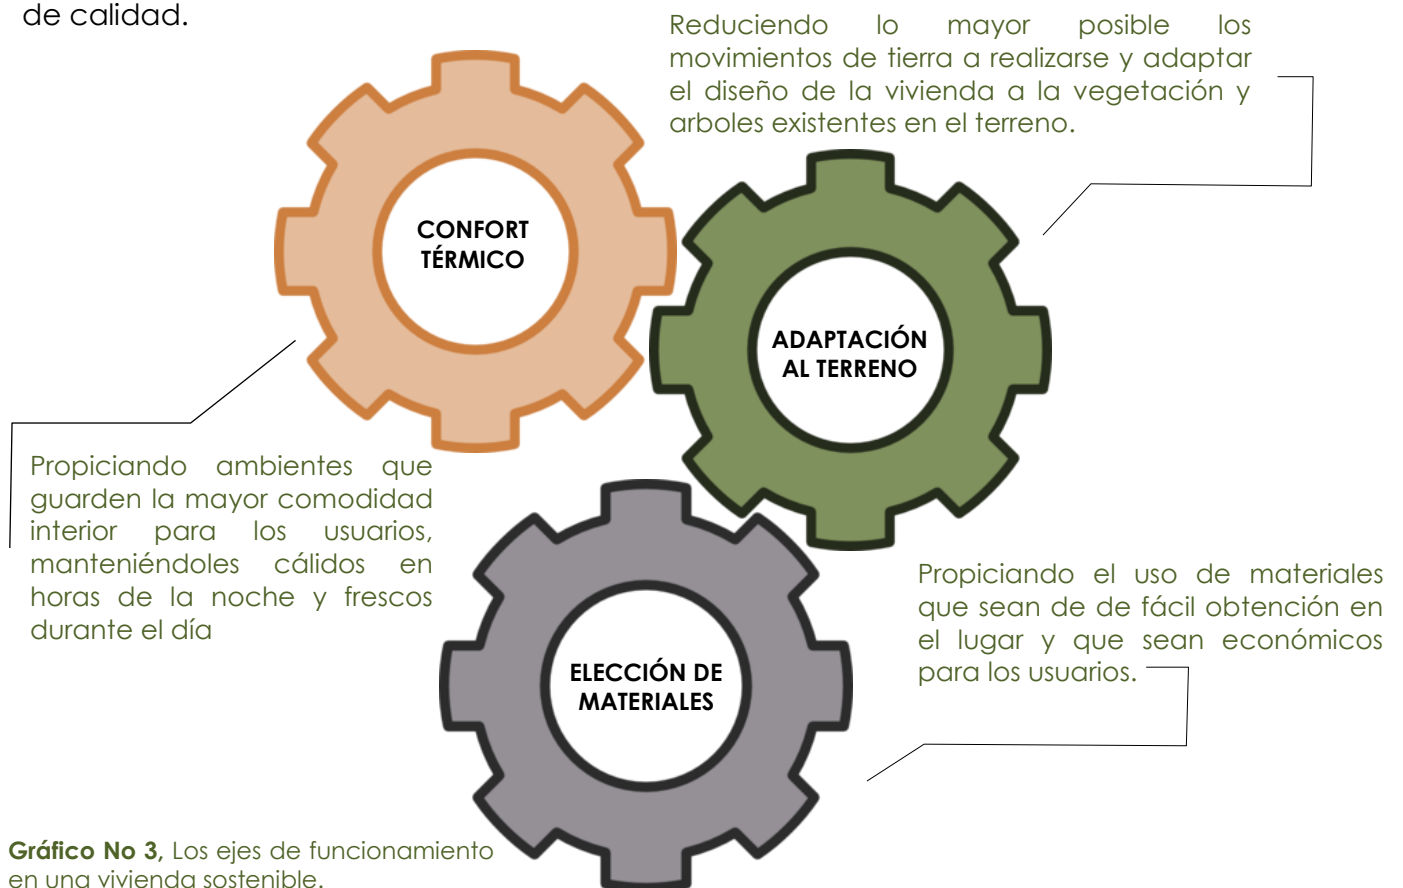 de calidad.
Reduciendo lo mayor posible los
movimientos de tierra a realizarse y adaptar
el diseño de la vivienda a la vegetación y
arboles existentes en el terreno.
CONFORT
TÉRMICO
ADAPTACIÓN
AL TERRENO
Propiciando ambientes que
guarden la mayor comodidad
interior para los usuarios,
manteniéndoles cálidos en
horas de la noche y frescos
durante el día
Propiciando el uso de materiales
que sean de de fácil obtención en
el lugar y que sean económicos
para los usuarios.
ELECCIÓN DE
MATERIALES
Gráfico No 3, Los ejes de funcionamiento
en una vivienda sostenible.